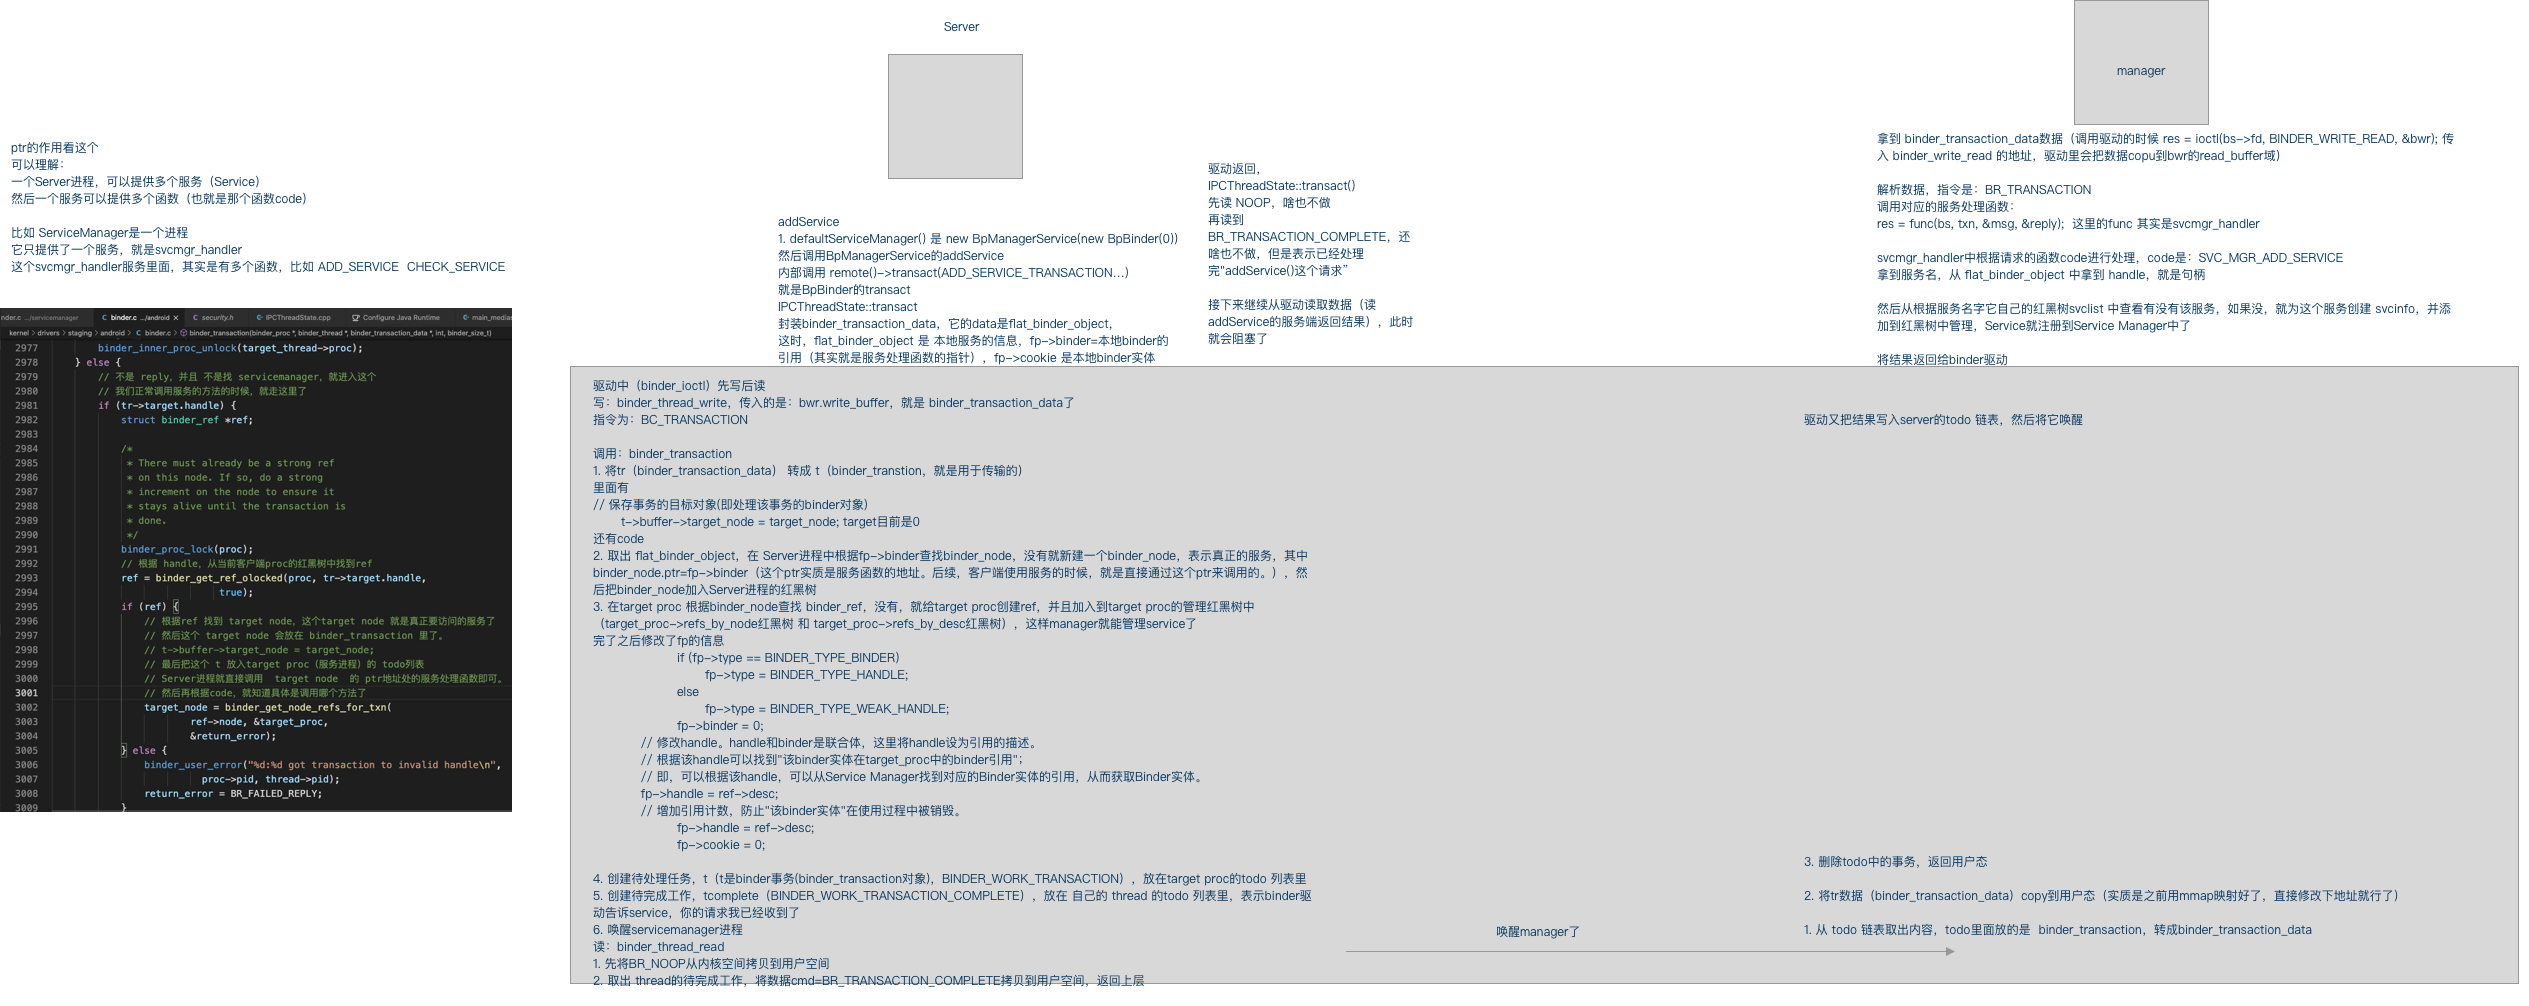 Server
manager
ptr的作用看这个
可以理解：
一个Server进程，可以提供多个服务（Service）
然后一个服务可以提供多个函数（也就是那个函数code）
比如 ServiceManager是一个进程
它只提供了一个服务，就是svcmgr_handler
这个svcmgr_handler服务里面，其实是有多个函数，比如 ADD_SERVICE  CHECK_SERVICE
nder.c .../servicemanager  C binder.c .../android ×  C security.h  IPCThreadState.cpp  Configure Java Runtime  main_medias
kernel > drivers > staging > android > C binder.c > binder_transaction(binder_proc *, binder_thread *, binder_transaction_data *, int, binder_size_t)
2977 binder_inner_proc_unlock(target_thread->proc);
2978 } else {
2979 // 不是 reply，并且 不是找 servicemanager，就进入这个
2980 // 我们正常调用服务的方法的时候，就走这里了
2981 if (tr->target.handle) {
2982 struct binder_ref *ref;
2983
2984 /*
2985 * There must already be a strong ref
2986 * on this node. If so, do a strong
2987 * increment on the node to ensure it
2988 * stays alive until the transaction is
2989 * done.
2990 */
2991 binder_proc_lock(proc);
2992 // 根据 handle，从当前客户端proc的红黑树中找到ref
2993 ref = binder_get_ref_olocked(proc, tr->target.handle,
2994 true);
2995 if (ref) {
2996 // 根据ref 找到 target node，这个target node 就是真正要访问的服务了
2997 // 然后这个 target node 会放在 binder_transaction 里了。
2998 // t->buffer->target_node = target_node;
2999 // 最后把这个 t 放入target proc（服务进程）的 todo列表
3000 // Server进程就直接调用  target node  的 ptr地址处的服务处理函数即可。
3001 // 然后再根据code，就知道具体是调用哪个方法了
3002 target_node = binder_get_node_refs_for_txn(
3003 ref->node, &target_proc,
3004 &return_error);
3005 } else {
3006 binder_user_error("%d:%d got transaction to invalid handle\n",
3007 proc->pid, thread->pid);
3008 return_error = BR_FAILED_REPLY;
3009 }
addService
1. defaultServiceManager() 是 new BpManagerService(new BpBinder(0))
然后调用BpManagerService的addService
内部调用 remote()->transact(ADD_SERVICE_TRANSACTION...)
就是BpBinder的transact
IPCThreadState::transact
封装binder_transaction_data，它的data是flat_binder_object，
这时，flat_binder_object 是 本地服务的信息，fp->binder=本地binder的
引用（其实就是服务处理函数的指针），fp->cookie 是本地binder实体
驱动返回，
IPCThreadState::transact()
先读 NOOP，啥也不做
再读到
BR_TRANSACTION_COMPLETE，还
啥也不做，但是表示已经处理
完"addService()这个请求”
接下来继续从驱动读取数据（读
addService的服务端返回结果），此时
就会阻塞了
拿到 binder_transaction_data数据（调用驱动的时候 res = ioctl(bs->fd, BINDER_WRITE_READ, &bwr); 传
入 binder_write_read 的地址，驱动里会把数据copu到bwr的read_buffer域）
解析数据，指令是：BR_TRANSACTION
调用对应的服务处理函数：
res = func(bs, txn, &msg, &reply);  这里的func 其实是svcmgr_handler
svcmgr_handler中根据请求的函数code进行处理，code是：SVC_MGR_ADD_SERVICE
拿到服务名，从 flat_binder_object 中拿到 handle，就是句柄
然后从根据服务名字它自己的红黑树svclist 中查看有没有该服务，如果没，就为这个服务创建 svcinfo，并添
加到红黑树中管理，Service就注册到Service Manager中了
将结果返回给binder驱动
驱动中（binder_ioctl）先写后读
写：binder_thread_write，传入的是：bwr.write_buffer，就是 binder_transaction_data了
指令为：BC_TRANSACTION
调用：binder_transaction
1. 将tr（binder_transaction_data） 转成 t（binder_transtion，就是用于传输的）
里面有
// 保存事务的目标对象(即处理该事务的binder对象)
t->buffer->target_node = target_node; target目前是0
还有code
2. 取出 flat_binder_object，在 Server进程中根据fp->binder查找binder_node，没有就新建一个binder_node，表示真正的服务，其中
binder_node.ptr=fp->binder（这个ptr实质是服务函数的地址。后续，客户端使用服务的时候，就是直接通过这个ptr来调用的。），然
后把binder_node加入Server进程的红黑树
3. 在target proc 根据binder_node查找 binder_ref，没有，就给target proc创建ref，并且加入到target proc的管理红黑树中
（target_proc->refs_by_node红黑树 和 target_proc->refs_by_desc红黑树），这样manager就能管理service了
完了之后修改了fp的信息
if (fp->type == BINDER_TYPE_BINDER)
fp->type = BINDER_TYPE_HANDLE;
else
fp->type = BINDER_TYPE_WEAK_HANDLE;
fp->binder = 0;
// 修改handle。handle和binder是联合体，这里将handle设为引用的描述。
// 根据该handle可以找到"该binder实体在target_proc中的binder引用"；
// 即，可以根据该handle，可以从Service Manager找到对应的Binder实体的引用，从而获取Binder实体。
fp->handle = ref->desc;
// 增加引用计数，防止"该binder实体"在使用过程中被销毁。
fp->handle = ref->desc;
fp->cookie = 0;
4. 创建待处理任务，t（t是binder事务(binder_transaction对象)，BINDER_WORK_TRANSACTION），放在target proc的todo 列表里
5. 创建待完成工作，tcomplete（BINDER_WORK_TRANSACTION_COMPLETE），放在 自己的 thread 的todo 列表里，表示binder驱
动告诉service，你的请求我已经收到了
6. 唤醒servicemanager进程
读：binder_thread_read
1. 先将BR_NOOP从内核空间拷贝到用户空间
2. 取出 thread的待完成工作，将数据cmd=BR_TRANSACTION_COMPLETE拷贝到用户空间，返回上层
唤醒manager了
驱动又把结果写入server的todo 链表，然后将它唤醒
3. 删除todo中的事务，返回用户态
2. 将tr数据（binder_transaction_data）copy到用户态（实质是之前用mmap映射好了，直接修改下地址就行了）
1. 从 todo 链表取出内容，todo里面放的是  binder_transaction，转成binder_transaction_data